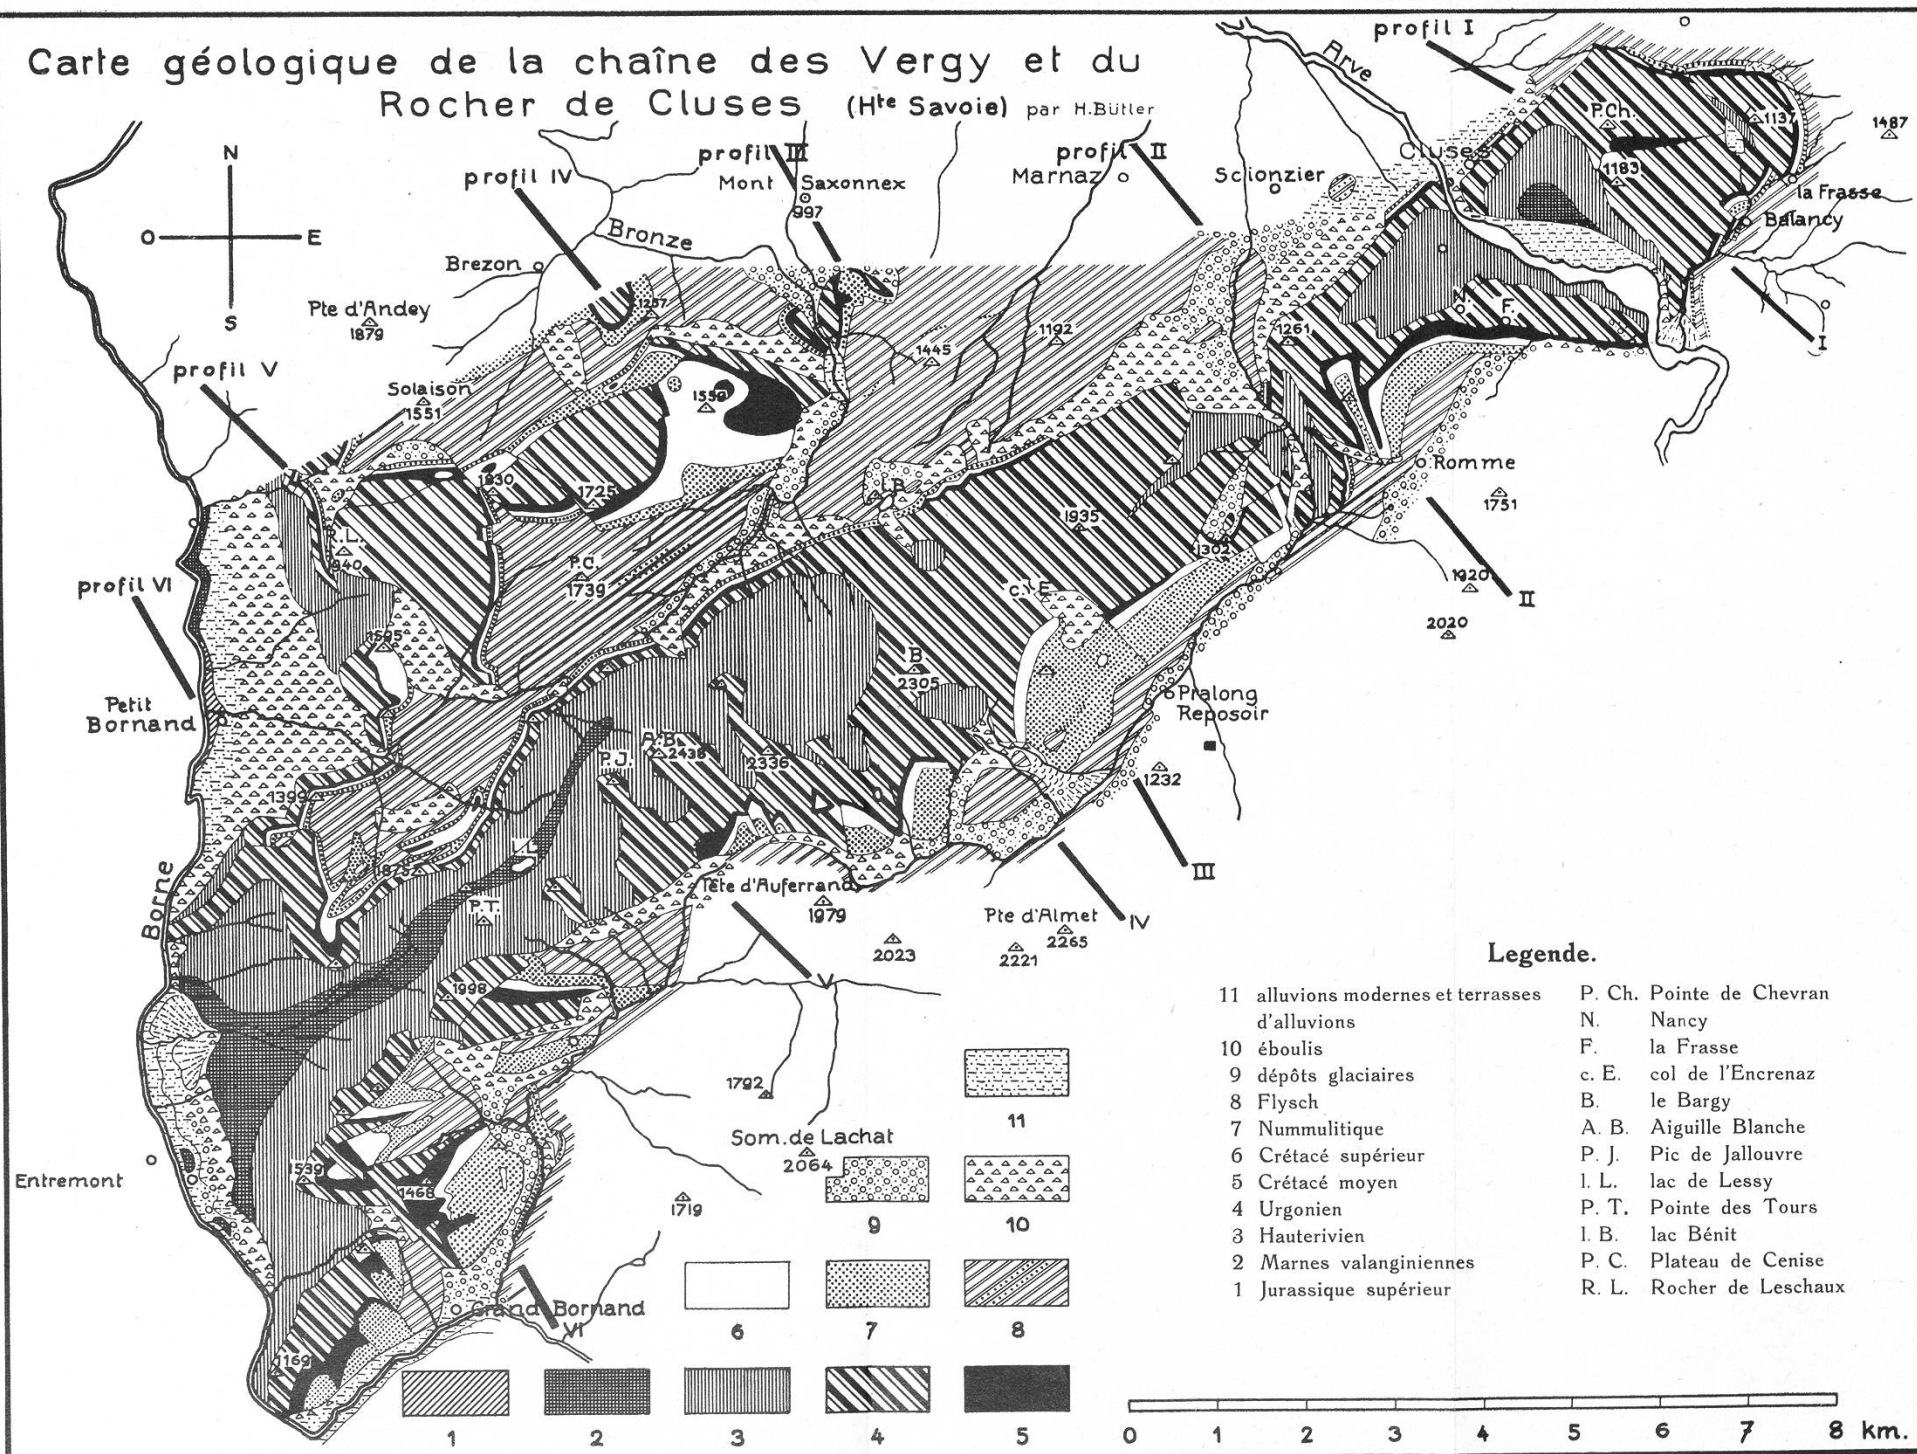 Carte géologique de la chaîne des Vergy et du
Rocher de Cluses (Hte Savoie) par H.Bütler
profil I
Arve
P.Ch.
1137
1487
1183
Cluses
la Frasse
Balancy
N
O E
S
profil IV
profil III
Mont Saxonnex
997
profil II
Marnaz
Scionzier
Bronze
Brezon
Pte d'Andey
1879
1267
1192
1445
1261
N.
F.
I
profil V
Solaison
1551
1559
1830
1725
l.B.
Romme
1751
1935
1302
R.L.
1840
P.C.
1739
c. E.
1920
II
2020
profil VI
1595
B
2305
Petit
Bornand
Pralong
Reposoir
A.B.
2438
P.J.
2336
1232
1399
1875
l.L.
III
Borne
P.T.
Tête d'Auferrand
1979
Pte d'Almet
2265
IV
2023
2221
V
1998
1792
Som. de Lachat
2064
Entremont
1539
1468
1719
Grand Bornand
VI
1169
11
9
10
6
7
8
1
2
3
4
5
Legende.
11 alluvions modernes et terrasses
d'alluvions
10 éboulis
9 dépôts glaciaires
8 Flysch
7 Nummulitique
6 Crétacé supérieur
5 Crétacé moyen
4 Urgonien
3 Hauterivien
2 Marnes valanginiennes
1 Jurassique supérieur
P. Ch. Pointe de Chevran
N. Nancy
F. la Frasse
c. E. col de l'Encrenaz
B. le Bargy
A. B. Aiguille Blanche
P. J. Pic de Jallouvre
l. L. lac de Lessy
P. T. Pointe des Tours
l. B. lac Bénit
P. C. Plateau de Cenise
R. L. Rocher de Leschaux
0 1 2 3 4 5 6 7 8 km.